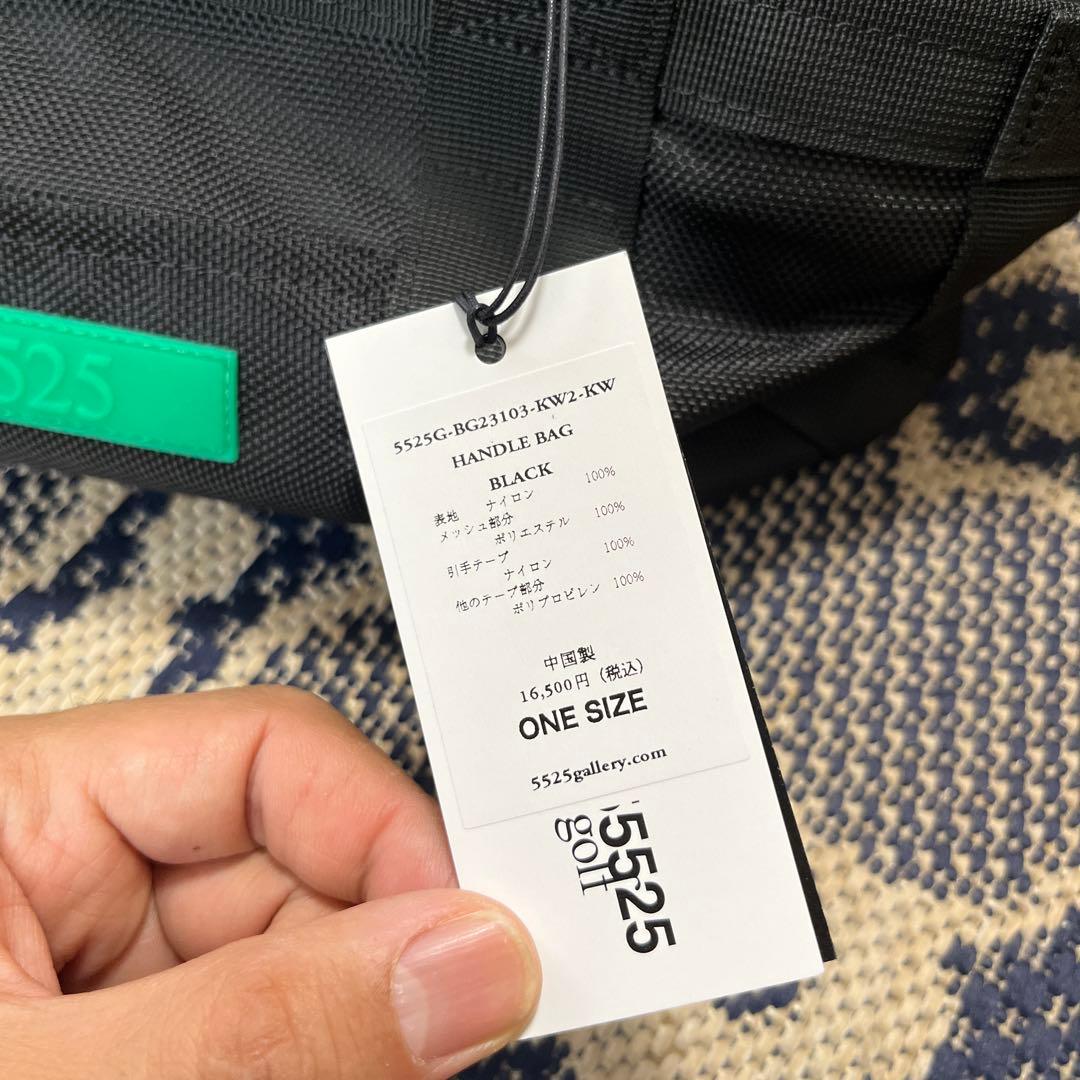 525
5525G-BG23103-KW2-KW
HANDLE BAG
BLACK
表地 ナイロン 100%
メッシュ部分
ポリエステル 100%
引手テープ
ナイロン 100%
他のテープ部分
ポリプロピレン 100%
中国製
16,500円 (税込)
ONE SIZE
5525gallery.com
5525
golf